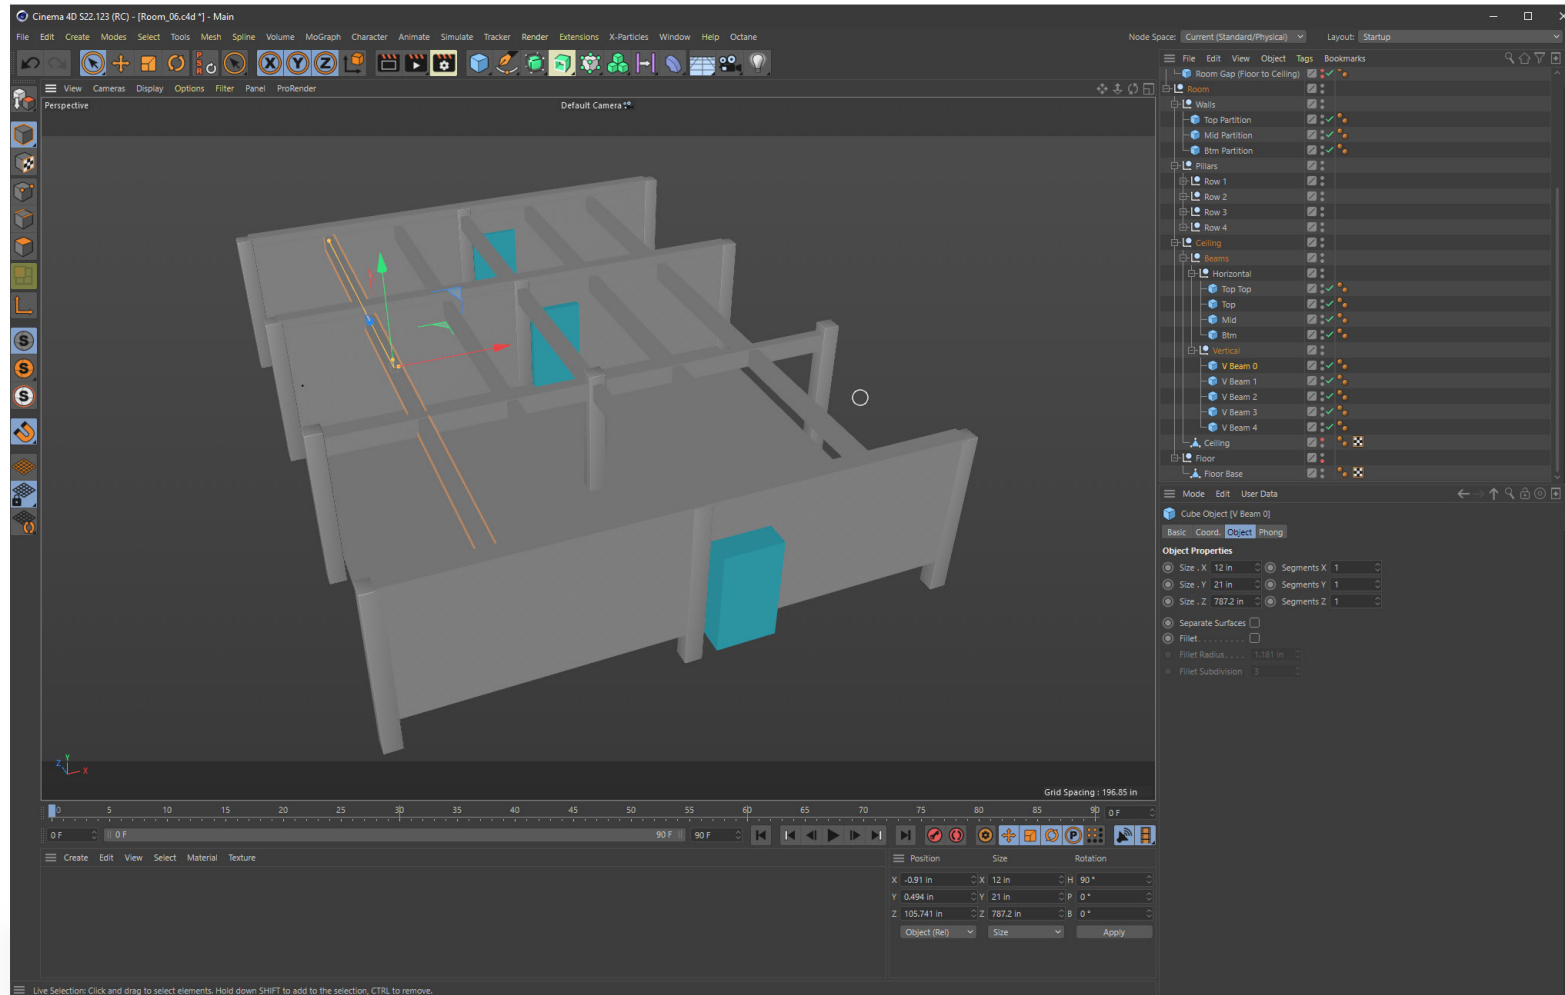 Cinema 4D S22.123 (RC) - [Room_06.c4d *] - Main
File Edit Create Modes Select Tools Mesh Spline Volume MoGraph Character Animate Simulate Tracker Render Extensions X-Particles Window Help Octane
Node Space: Current (Standard/Physical) Layout: Startup
X Y Z
PSR
View Cameras Display Options Filter Panel ProRender
Perspective
Default Camera
File Edit View Object Tags Bookmarks
Room Gap (Floor to Ceiling)
Room
Walls
Top Partition
Mid Partition
Btm Partition
Pillars
Row 1
Row 2
Row 3
Row 4
Ceiling
Beams
Horizontal
Top Top
Top
Mid
Btm
Vertical
V Beam 0
V Beam 1
V Beam 2
V Beam 3
V Beam 4
Ceiling
Floor
Floor Base
S
S
S
Mode Edit User Data
Cube Object [V Beam 0]
Basic Coord. Object Phong
Object Properties
Size . X 12 in Segments X 1
Size . Y 21 in Segments Y 1
Size . Z 787.2 in Segments Z 1
Separate Surfaces
Fillet. . . . . . . . .
Fillet Radius. . . . 1.181 in
Fillet Subdivision 3
Y
Z X
Grid Spacing : 196.85 in
0 5 10 15 20 25 30 35 40 45 50 55 60 65 70 75 80 85 90 0 F
0 F 0 F 90 F 90 F P
Create Edit View Select Material Texture
Position Size Rotation
X -0.91 in X 12 in H 90 °
Y 0.494 in Y 21 in P 0 °
Z 105.741 in Z 787.2 in B 0 °
Object (Rel) Size Apply
Live Selection: Click and drag to select elements. Hold down SHIFT to add to the selection, CTRL to remove.